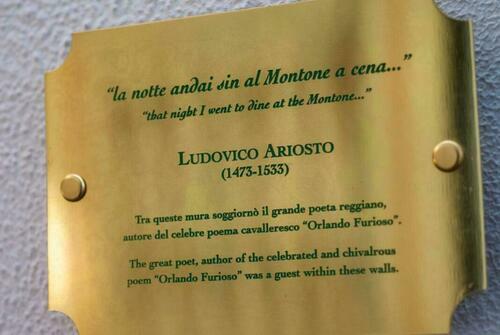 "la notte andai sin al Montone a cena..."
"that night I went to dine at the Montone..."
LUDOVICO ARIOSTO
(1473-1533)
Tra queste mura soggiornò il grande poeta reggiano,
autore del celebre poema cavalleresco "Orlando Furioso".
The great poet, author of the celebrated and chivalrous
poem "Orlando Furioso" was a guest within these walls.